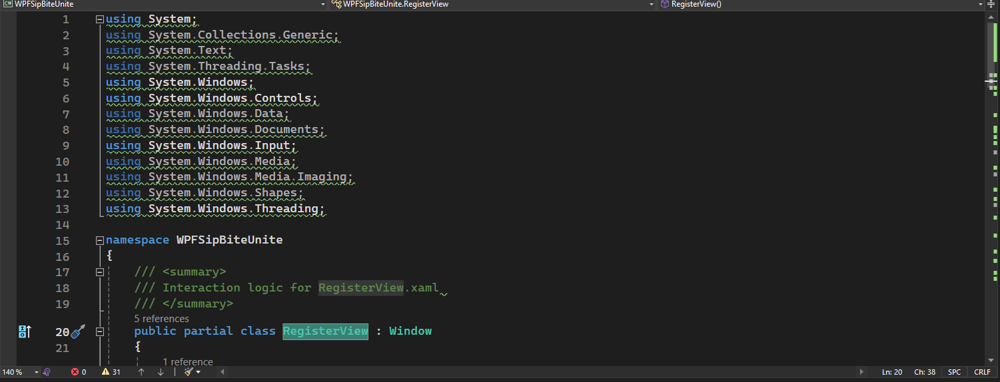 C# WPFSipBiteUnite WPFSipBiteUnite.RegisterView RegisterView()
1 using System;
2 using System.Collections.Generic;
3 using System.Text;
4 using System.Threading.Tasks;
5 using System.Windows;
6 using System.Windows.Controls;
7 using System.Windows.Data;
8 using System.Windows.Documents;
9 using System.Windows.Input;
10 using System.Windows.Media;
11 using System.Windows.Media.Imaging;
12 using System.Windows.Shapes;
13 using System.Windows.Threading;
14
15 namespace WPFSipBiteUnite
16 {
17 /// <summary>
18 /// Interaction logic for RegisterView.xaml
19 /// </summary>
5 references
20 public partial class RegisterView : Window
21 {
1 reference
140 % 0 31 Ln: 20 Ch: 38 SPC CRLF